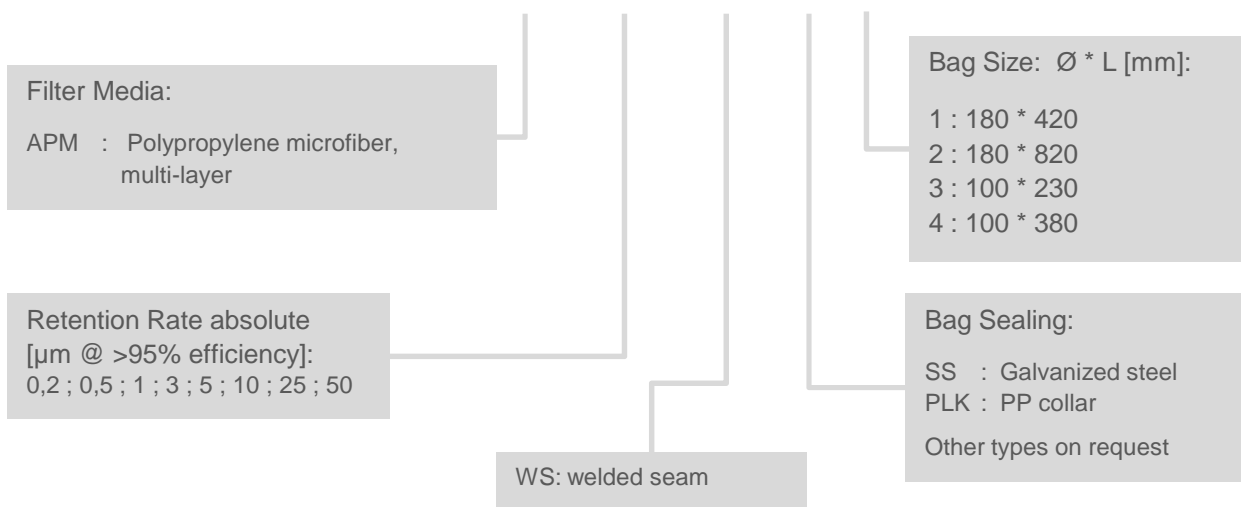 Filter Media:
APM : Polypropylene microfiber,
multi-layer
Retention Rate absolute
[µm @ >95% efficiency]:
0,2 ; 0,5 ; 1 ; 3 ; 5 ; 10 ; 25 ; 50
WS: welded seam
Bag Size: Ø * L [mm]:
1 : 180 * 420
2 : 180 * 820
3 : 100 * 230
4 : 100 * 380
Bag Sealing:
SS : Galvanized steel
PLK : PP collar
Other types on request